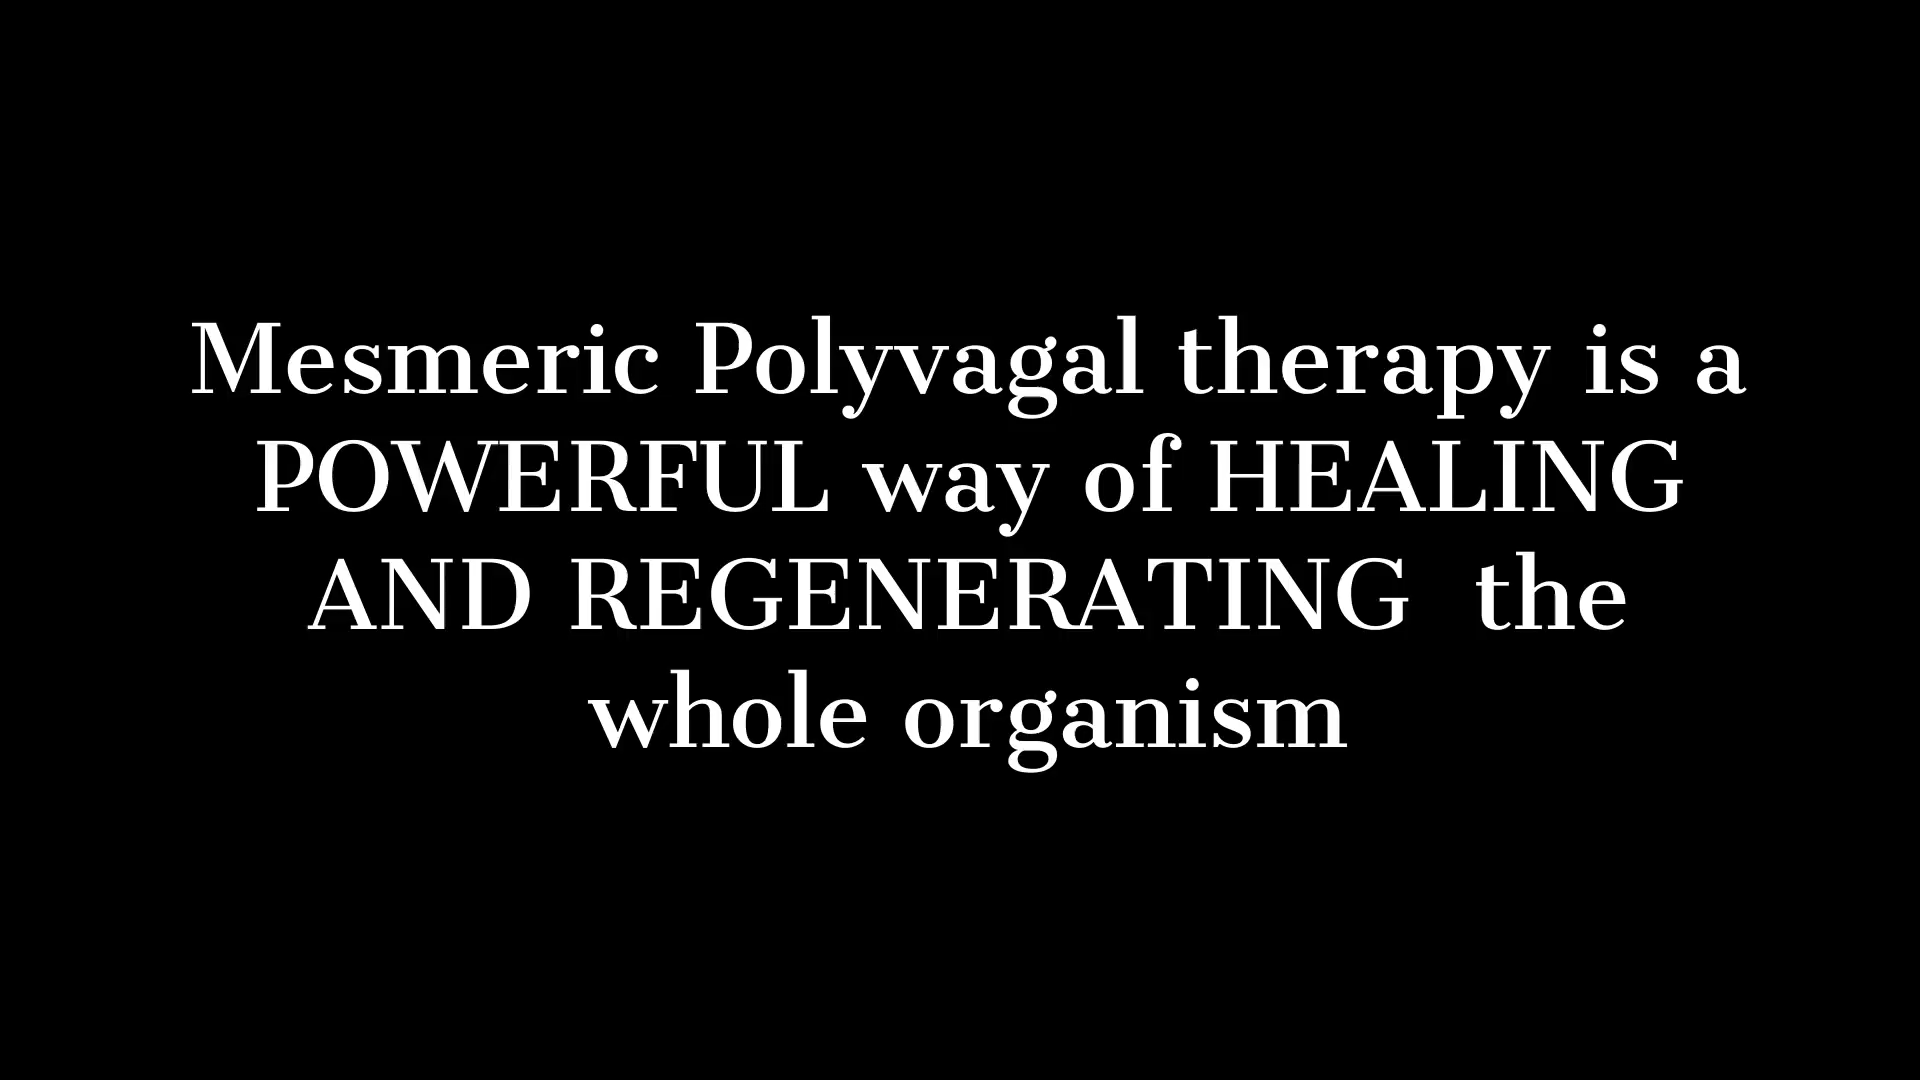 Mesmeric Polyvagal therapy is a
POWERFUL way of HEALING
AND REGENERATING  the
whole organism